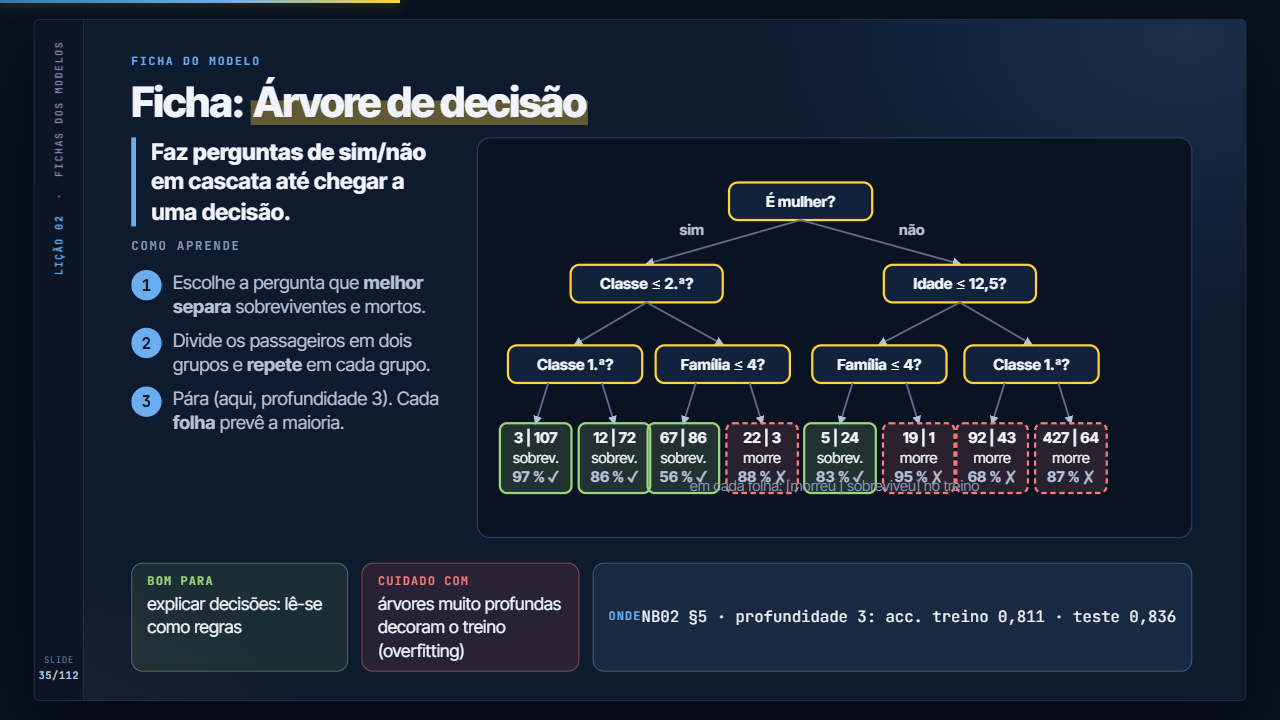 LIÇÃO 02 · FICHAS DOS MODELOS
FICHA DO MODELO
Ficha: Árvore de decisão
Faz perguntas de sim/não
em cascata até chegar a
uma decisão.
COMO APRENDE
1 Escolhe a pergunta que melhor
separa sobreviventes e mortos.
2 Divide os passageiros em dois
grupos e repete em cada grupo.
3 Pára (aqui, profundidade 3). Cada
folha prevê a maioria.
É mulher?
sim não
Classe ≤ 2.ª? Idade ≤ 12,5?
Classe 1.ª? Família ≤ 4? Família ≤ 4? Classe 1.ª?
3 | 107 12 | 72 67 | 86 22 | 3 5 | 24 19 | 1 92 | 43 427 | 64
sobrev. sobrev. sobrev. morre sobrev. morre morre morre
97 % ✓ 86 % ✓ 56 % ✓ 88 % ✗ 83 % ✓ 95 % ✗ 68 % ✗ 87 % ✗
em cada folha: [morreu | sobreviveu] no treino
BOM PARA
explicar decisões: lê-se
como regras
CUIDADO COM
árvores muito profundas
decoram o treino
(overfitting)
ONDE NB02 §5 · profundidade 3: acc. treino 0,811 · teste 0,836
SLIDE
35/112